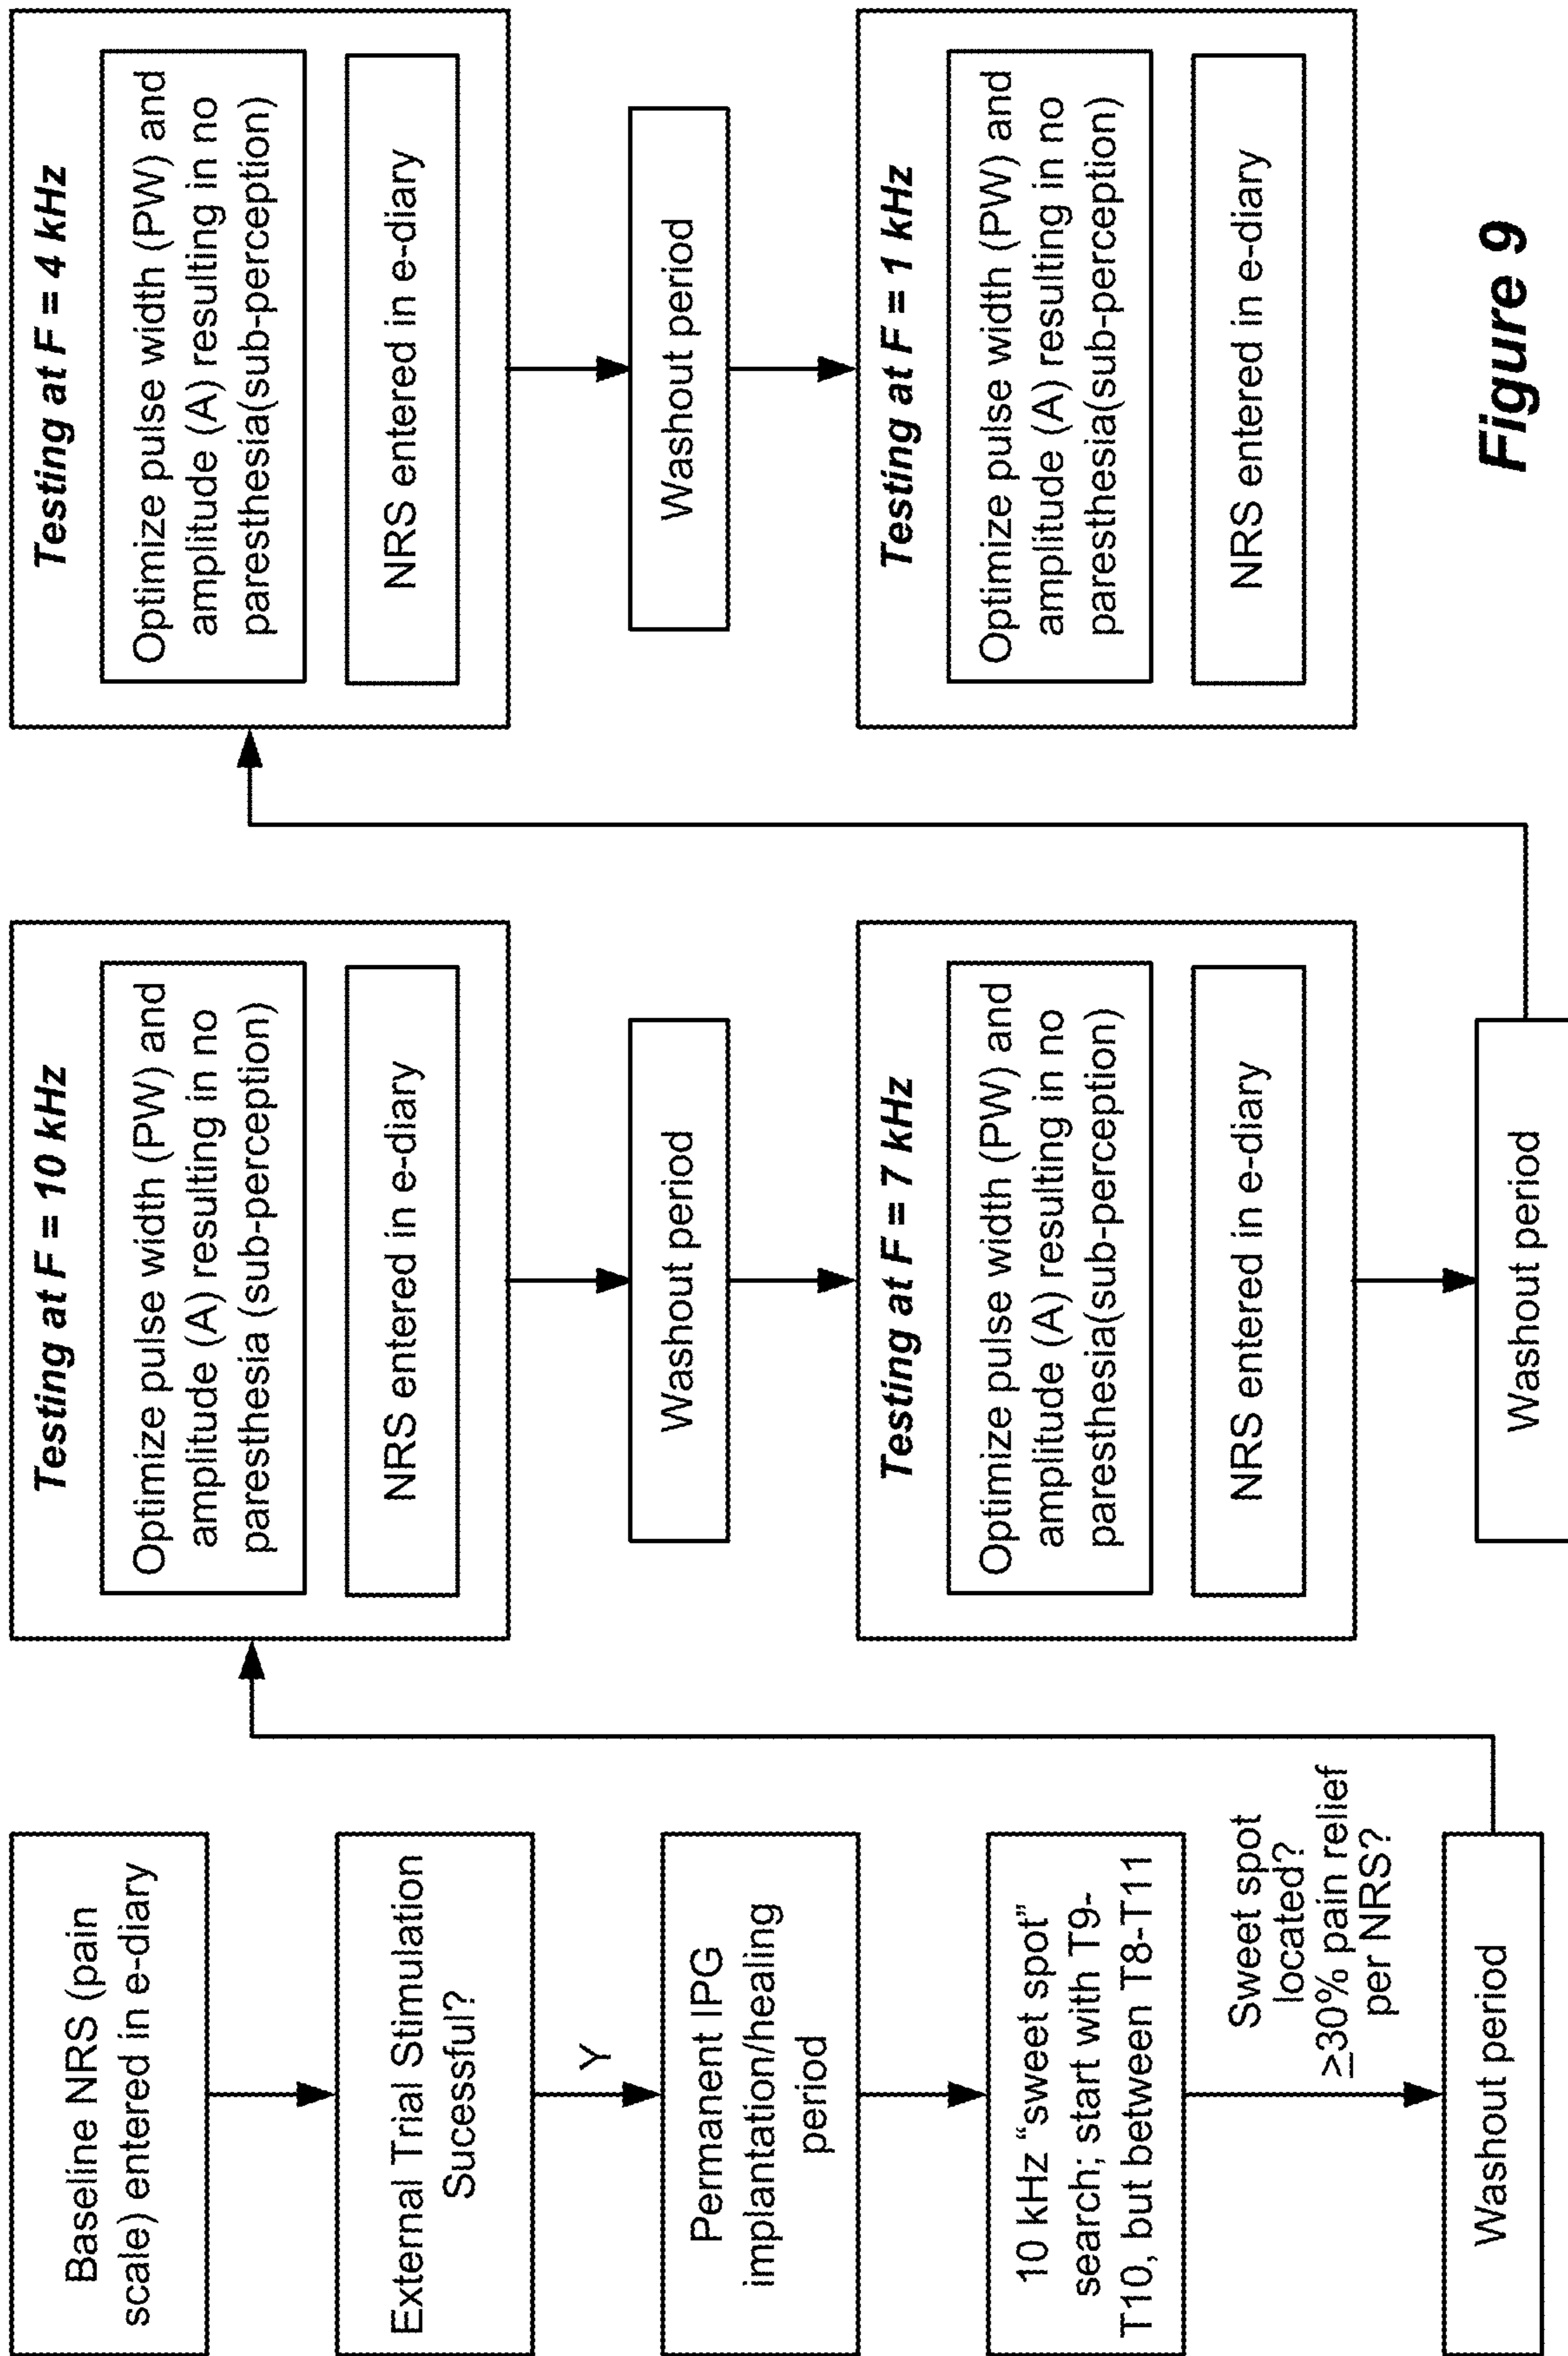 Baseline NRS (pain
scale) entered in e-diary
External Trial Stimulation
Sucessful?
Y
Permanent IPG
implantation/healing
period
10 kHz “sweet spot”
search; start with T9-
T10, but between T8-T11
Sweet spot
located?
≥30% pain relief
per NRS?
Washout period
Testing at F = 10 kHz
Optimize pulse width (PW) and
amplitude (A) resulting in no
paresthesia (sub-perception)
NRS entered in e-diary
Washout period
Testing at F = 7 kHz
Optimize pulse width (PW) and
amplitude (A) resulting in no
paresthesia(sub-perception)
NRS entered in e-diary
Washout period
Testing at F = 4 kHz
Optimize pulse width (PW) and
amplitude (A) resulting in no
paresthesia(sub-perception)
NRS entered in e-diary
Washout period
Testing at F = 1 kHz
Optimize pulse width (PW) and
amplitude (A) resulting in no
paresthesia(sub-perception)
NRS entered in e-diary
Figure 9